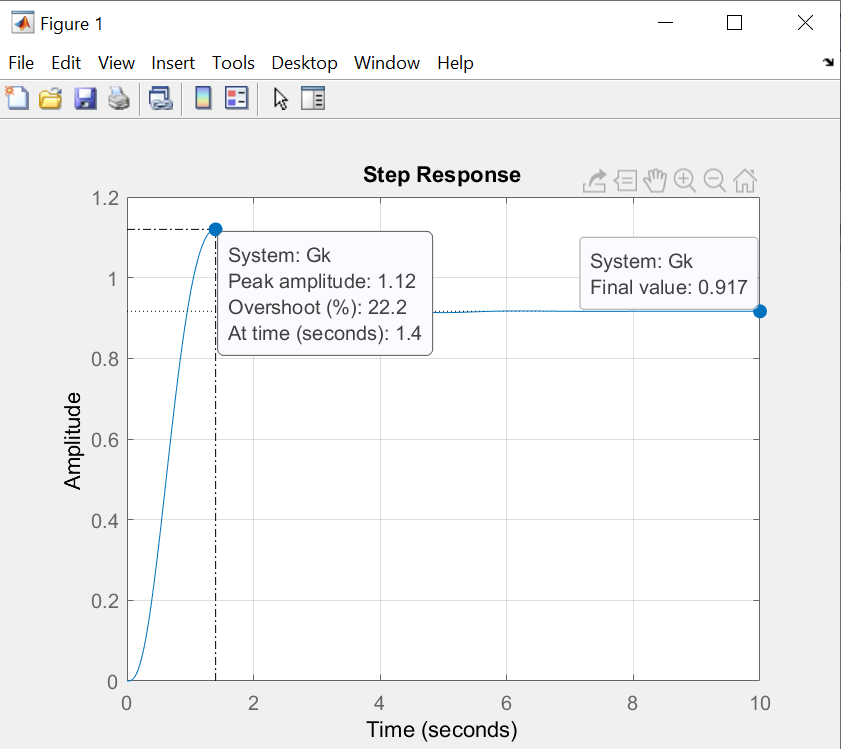 Figure 1
File Edit View Insert Tools Desktop Window Help
Step Response
System: Gk
Peak amplitude: 1.12
Overshoot (%): 22.2
At time (seconds): 1.4
System: Gk
Final value: 0.917
1.2
1
0.8
0.6
0.4
0.2
0
Amplitude
0 2 4 6 8 10
Time (seconds)